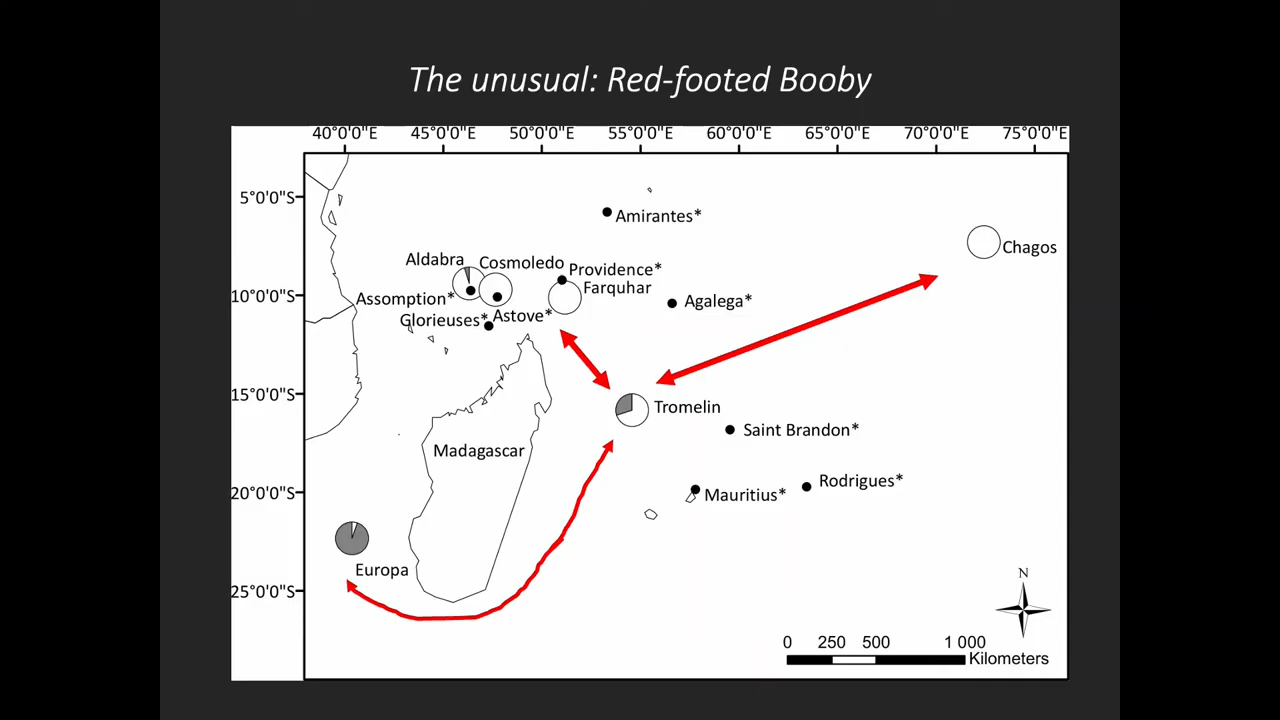 The unusual: Red-footed Booby
40°0'0"E 45°0'0"E 50°0'0"E 55°0'0"E 60°0'0"E 65°0'0"E 70°0'0"E 75°0'0"E
5°0'0"S
Amirantes*
Chagos
Aldabra Cosmoledo
Providence*
Farquhar
10°0'0"S
Assumption*
Agalega*
Glorieuses* Astove*
15°0'0"S
Tromelin
Saint Brandon*
Madagascar
Rodrigues*
20°0'0"S
Mauritius*
Europa
N
25°0'0"S
0 250 500 1 000
Kilometers